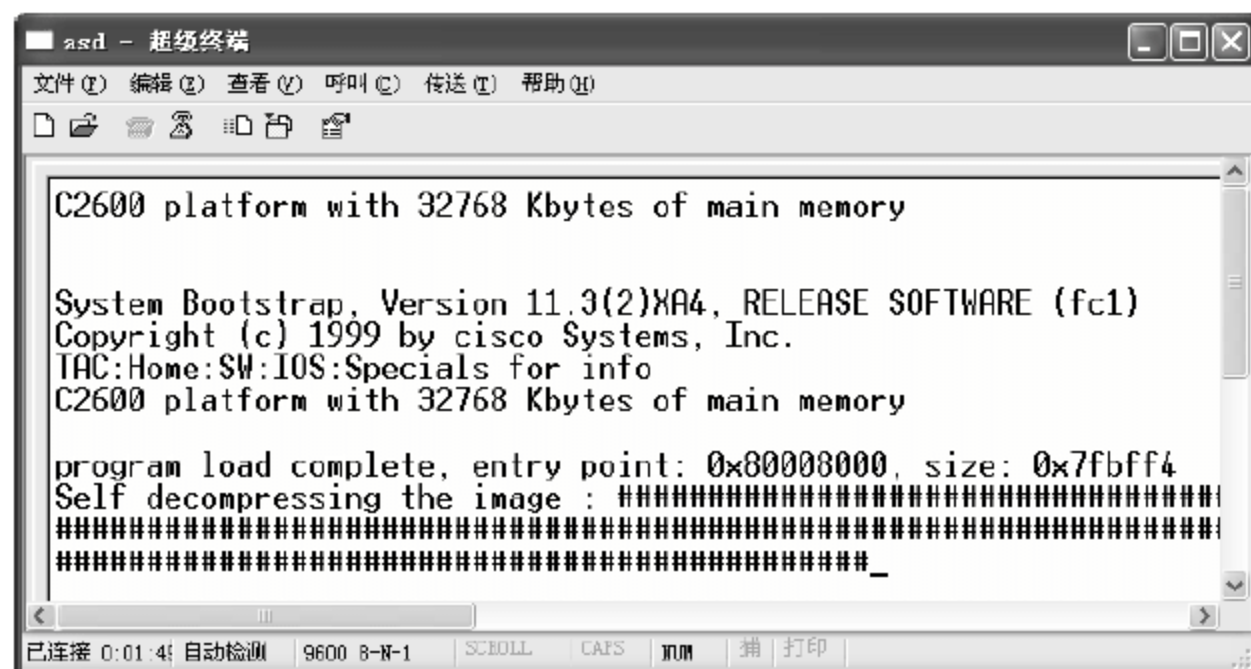 asd - 超级终端
文件(F) 编辑(E) 查看(V) 呼叫(C) 传送(T) 帮助(H)
C2600 platform with 32768 Kbytes of main memory
System Bootstrap, Version 11.3(2)XA4, RELEASE SOFTWARE (fc1)
Copyright (c) 1999 by cisco Systems, Inc.
TAC:Home:SW:IOS:Specials for info
C2600 platform with 32768 Kbytes of main memory
program load complete, entry point: 0x80008000, size: 0x7fbff4
Self decompressing the image : #################################
################################################################
#############################################_
已连接 0:01:4 自动检测 9600 8-N-1 SCROLL CAPS NUM 捕 打印